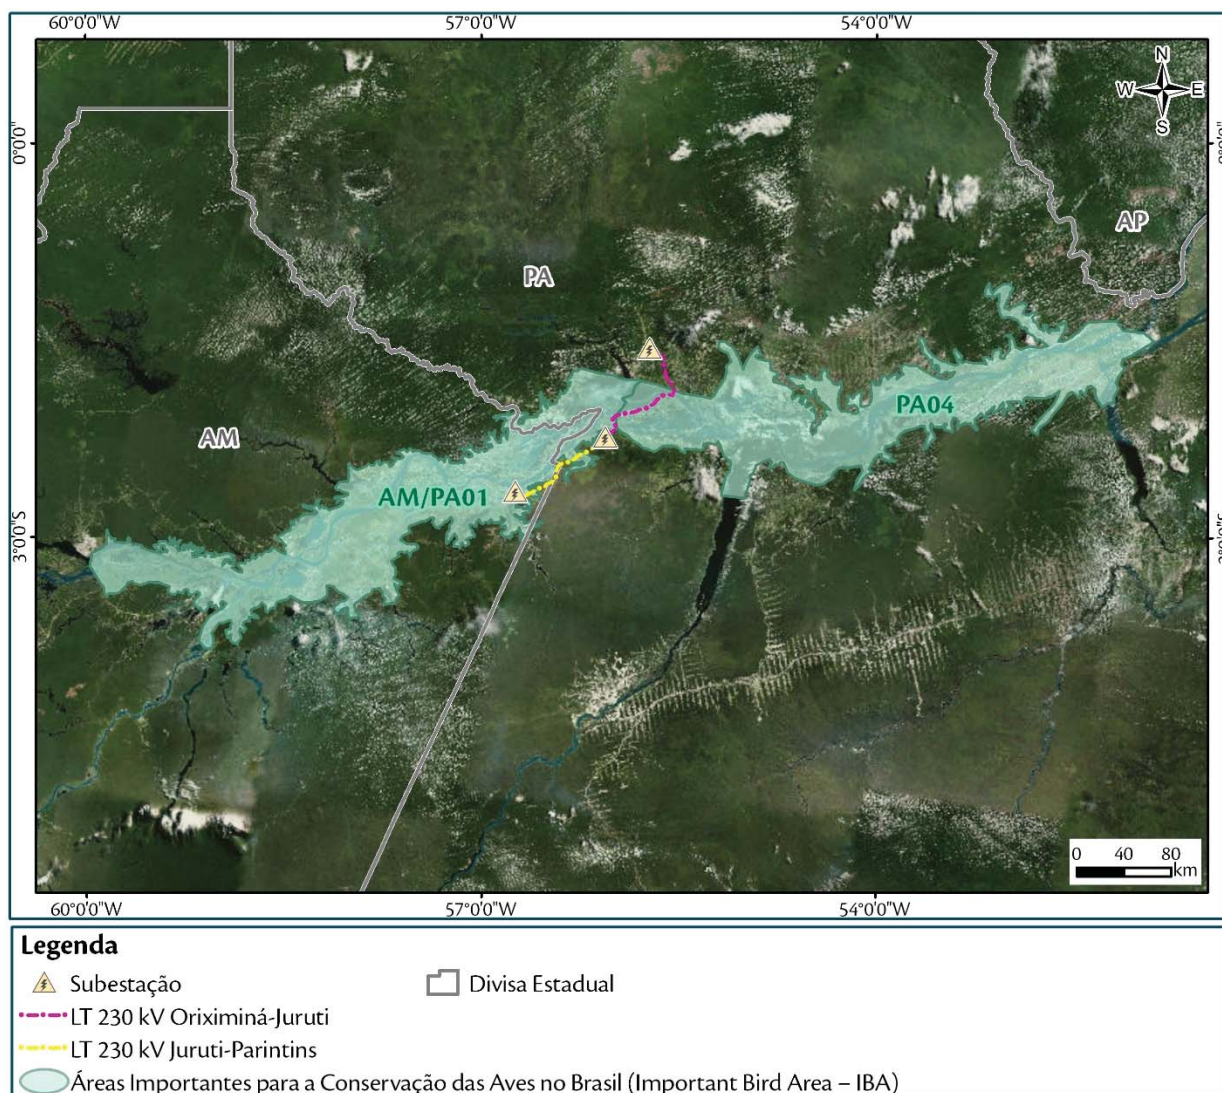 60°0'0"W 57°0'0"W 54°0'0"W
N
W E
S
0°0'0"
AP
PA
PA04
AM
AM/PA01
3°0'0"S
0 40 80
km
60°0'0"W 57°0'0"W 54°0'0"W
Legenda
Subestação Divisa Estadual
LT 230 kV Oriximiná-Juruti
LT 230 kV Juruti-Parintins
Áreas Importantes para a Conservação das Aves no Brasil (Important Bird Area – IBA)